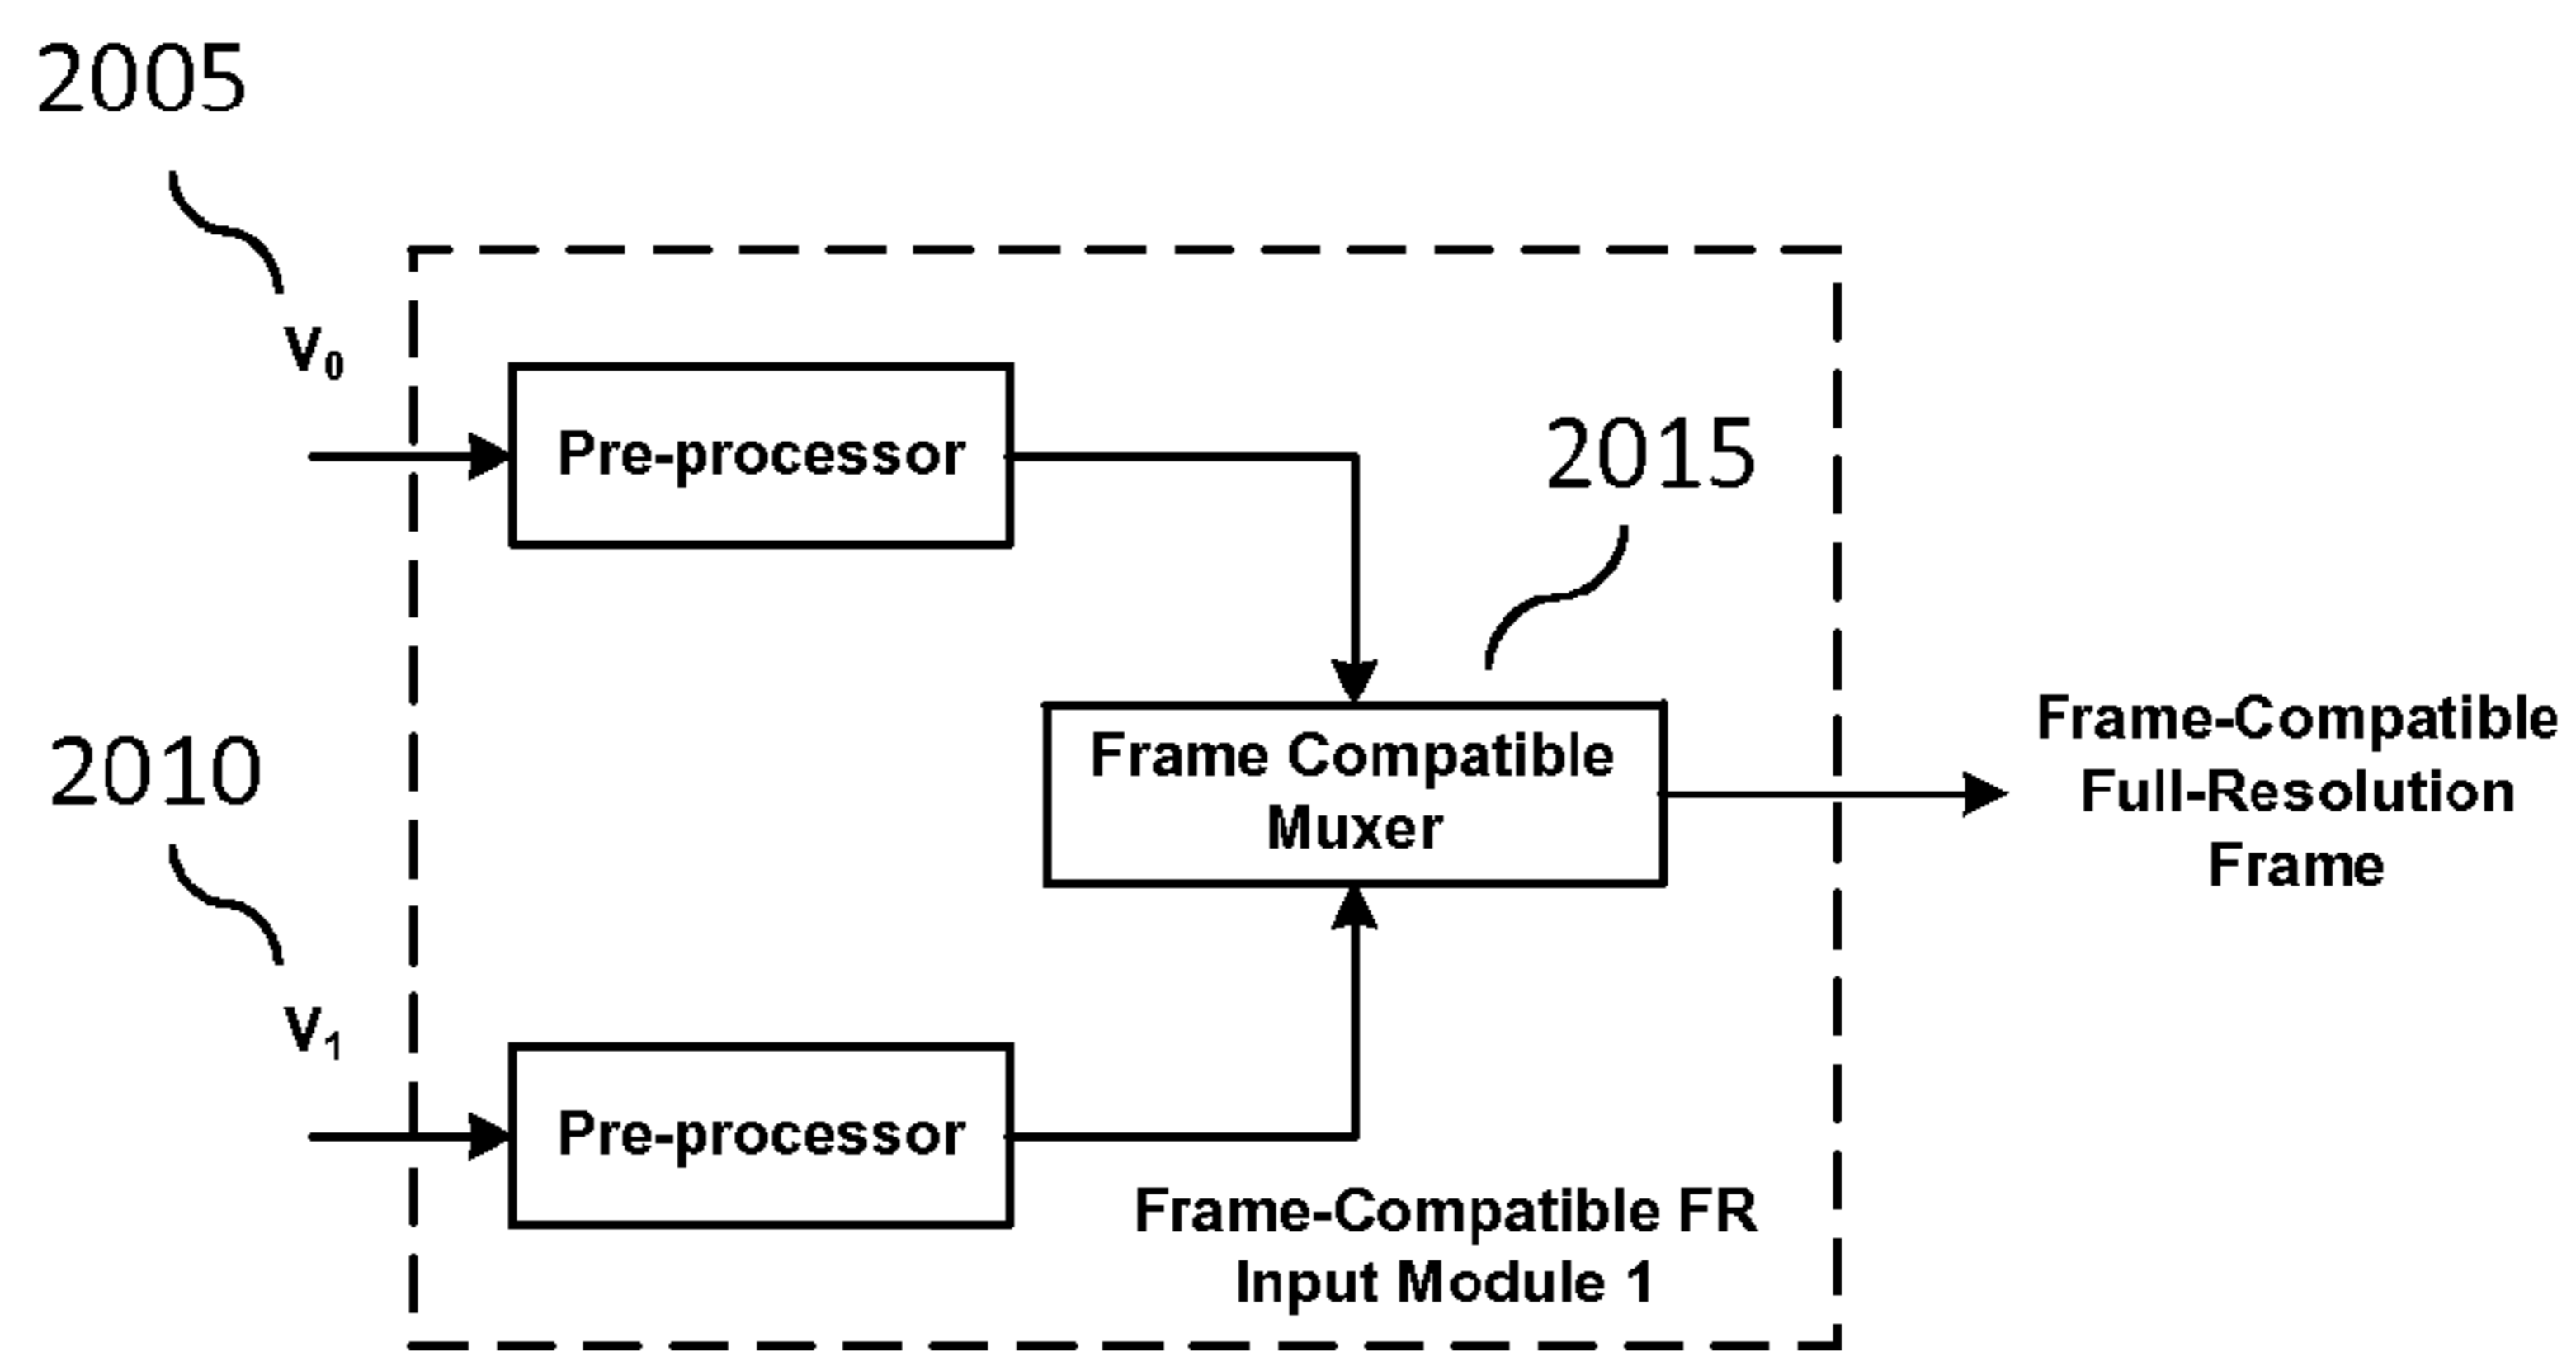 2005
V0
Pre-processor
2015
2010
Frame Compatible
Muxer
Frame-Compatible
Full-Resolution
Frame
V1
Pre-processor
Frame-Compatible FR
Input Module 1